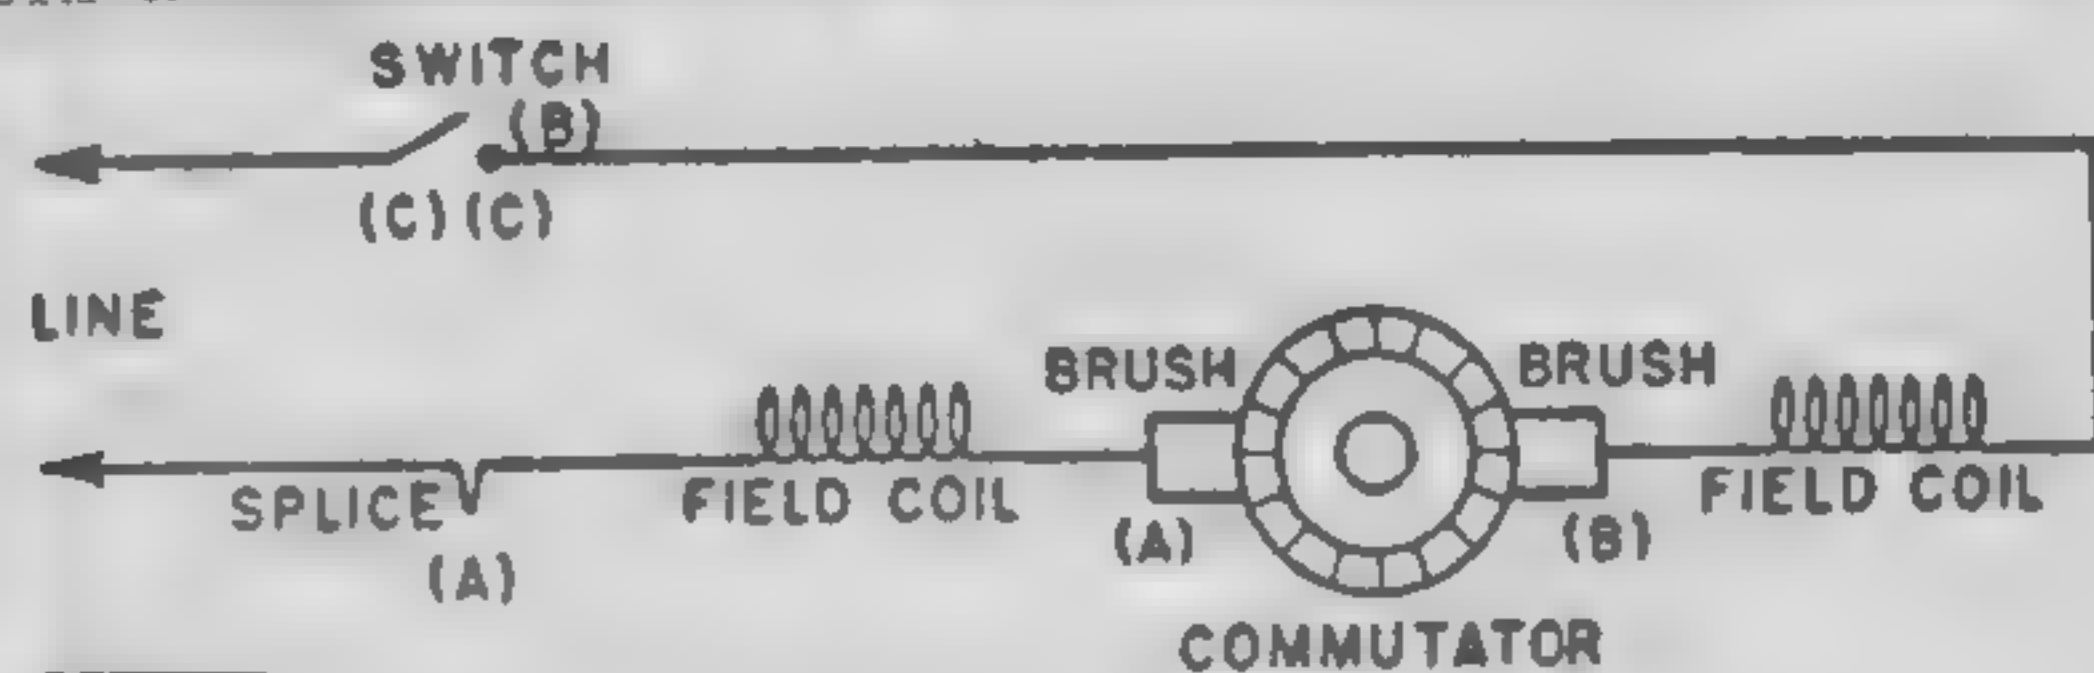 SWITCH
(B)
(C) (C)
LINE
BRUSH
BRUSH
SPLICE
FIELD COIL
FIELD COIL
(A)
(A)
(B)
COMMUTATOR